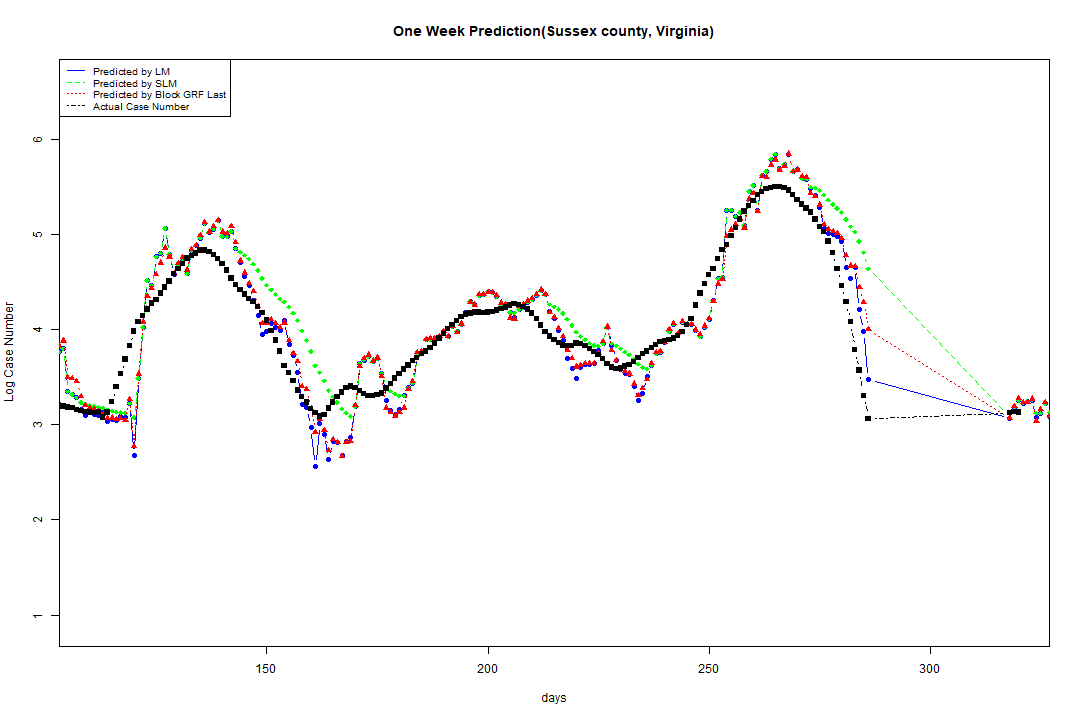 One Week Prediction(Sussex county, Virginia)
Predicted by LM
Predicted by SLM
Predicted by Block GRF Last
Actual Case Number
6
5
4
3
2
1
Log Case Number
150 200 250 300
days